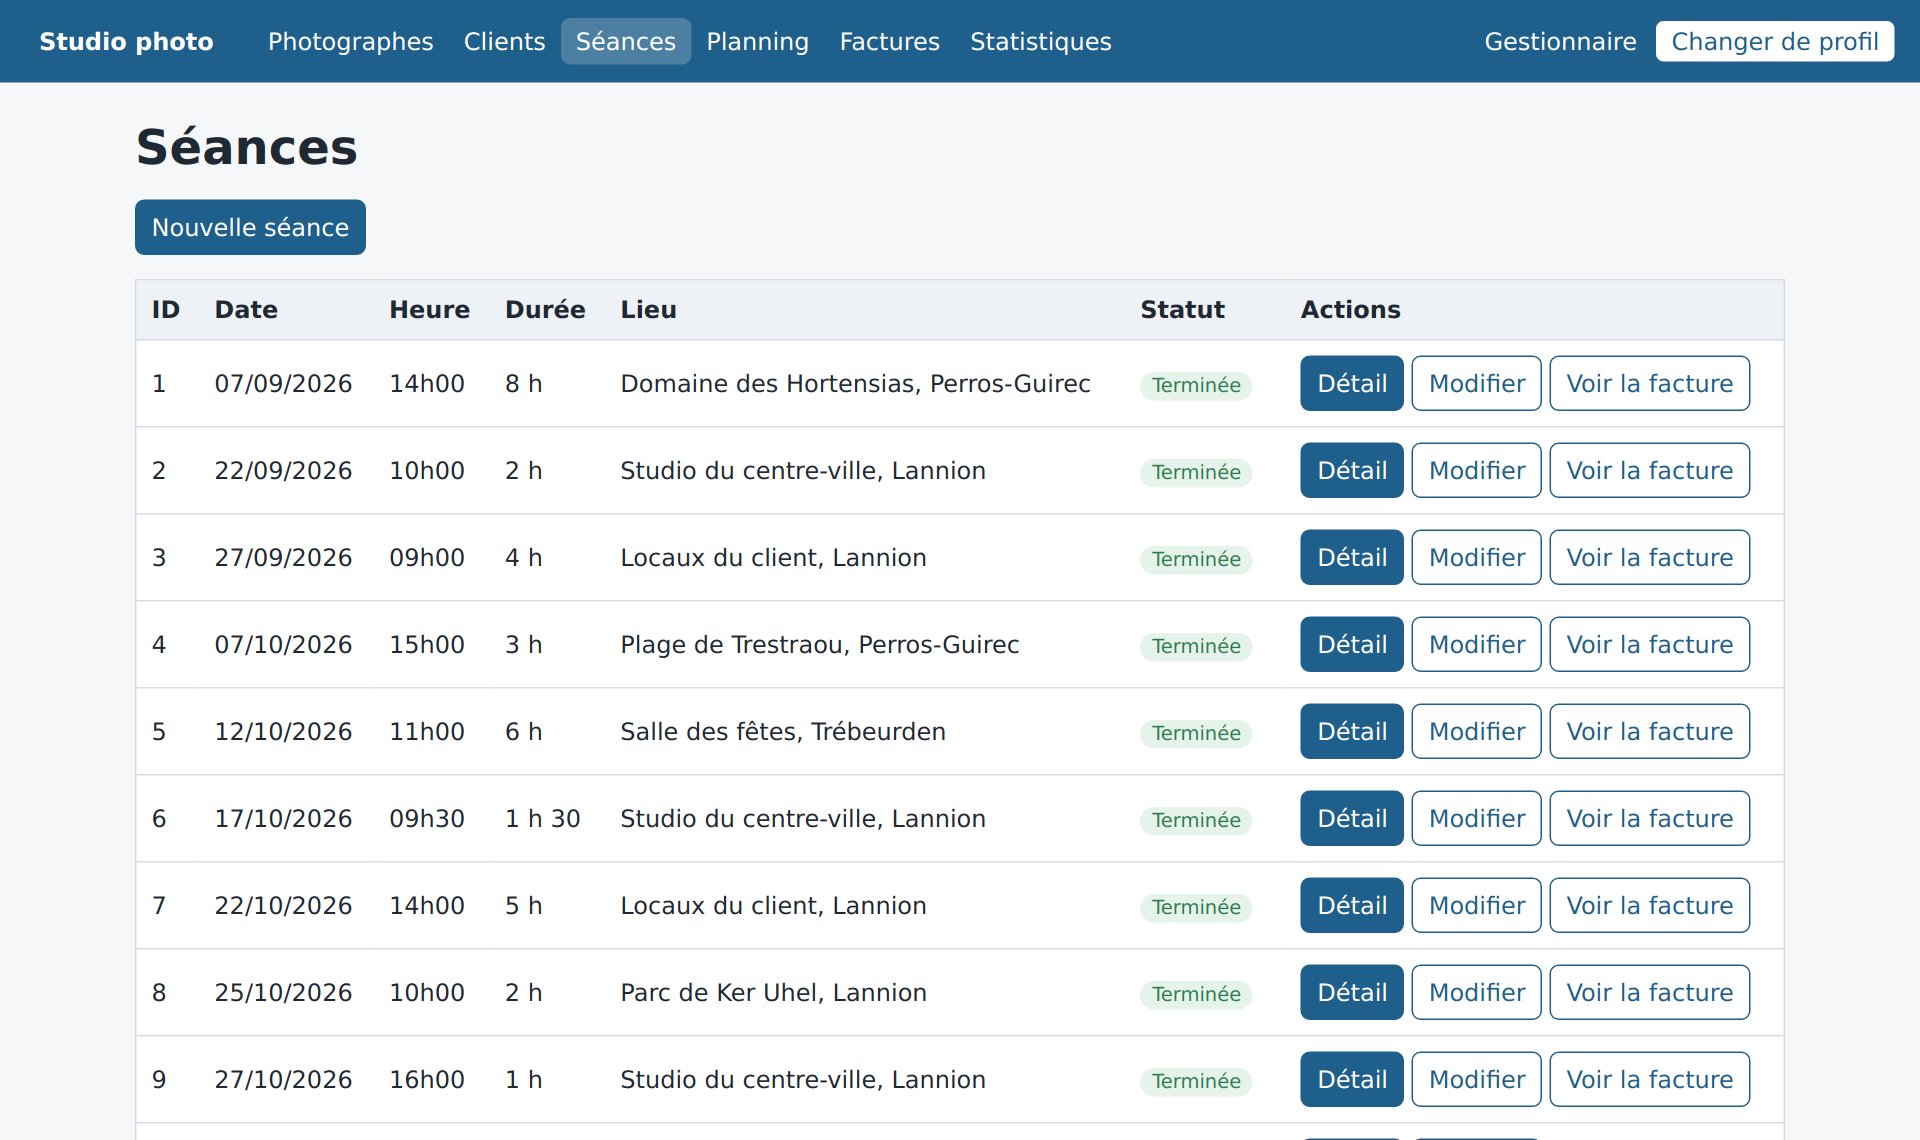 Studio photo Photographes Clients Séances Planning Factures Statistiques Gestionnaire Changer de profil
Séances
Nouvelle séance
ID Date Heure Durée Lieu Statut Actions
1 07/09/2026 14h00 8 h Domaine des Hortensias, Perros-Guirec Terminée Détail Modifier Voir la facture
2 22/09/2026 10h00 2 h Studio du centre-ville, Lannion Terminée Détail Modifier Voir la facture
3 27/09/2026 09h00 4 h Locaux du client, Lannion Terminée Détail Modifier Voir la facture
4 07/10/2026 15h00 3 h Plage de Trestraou, Perros-Guirec Terminée Détail Modifier Voir la facture
5 12/10/2026 11h00 6 h Salle des fêtes, Trébeurden Terminée Détail Modifier Voir la facture
6 17/10/2026 09h30 1 h 30 Studio du centre-ville, Lannion Terminée Détail Modifier Voir la facture
7 22/10/2026 14h00 5 h Locaux du client, Lannion Terminée Détail Modifier Voir la facture
8 25/10/2026 10h00 2 h Parc de Ker Uhel, Lannion Terminée Détail Modifier Voir la facture
9 27/10/2026 16h00 1 h Studio du centre-ville, Lannion Terminée Détail Modifier Voir la facture